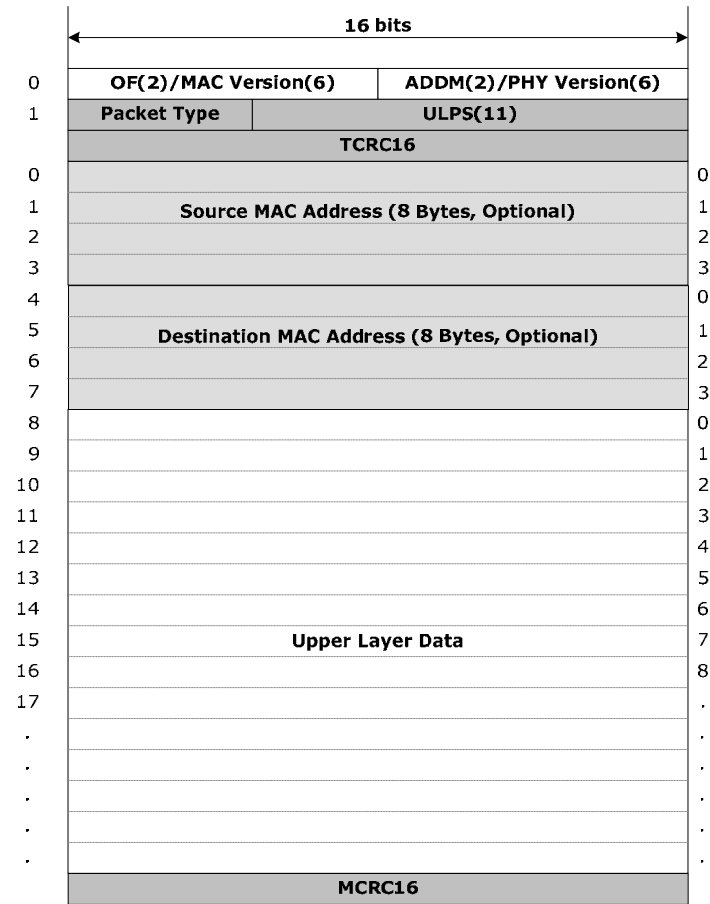 16 bits
0 OF(2)/MAC Version(6) ADDM(2)/PHY Version(6)
1 Packet Type ULPS(11)
TCRC16
0 0
1 Source MAC Address (8 Bytes, Optional) 1
2 2
3 3
4 0
5 Destination MAC Address (8 Bytes, Optional) 1
6 2
7 3
8 0
9 1
10 2
11 3
12 4
13 5
14 6
15 Upper Layer Data 7
16 8
17 .
. .
. .
. .
. .
. .
MCRC16